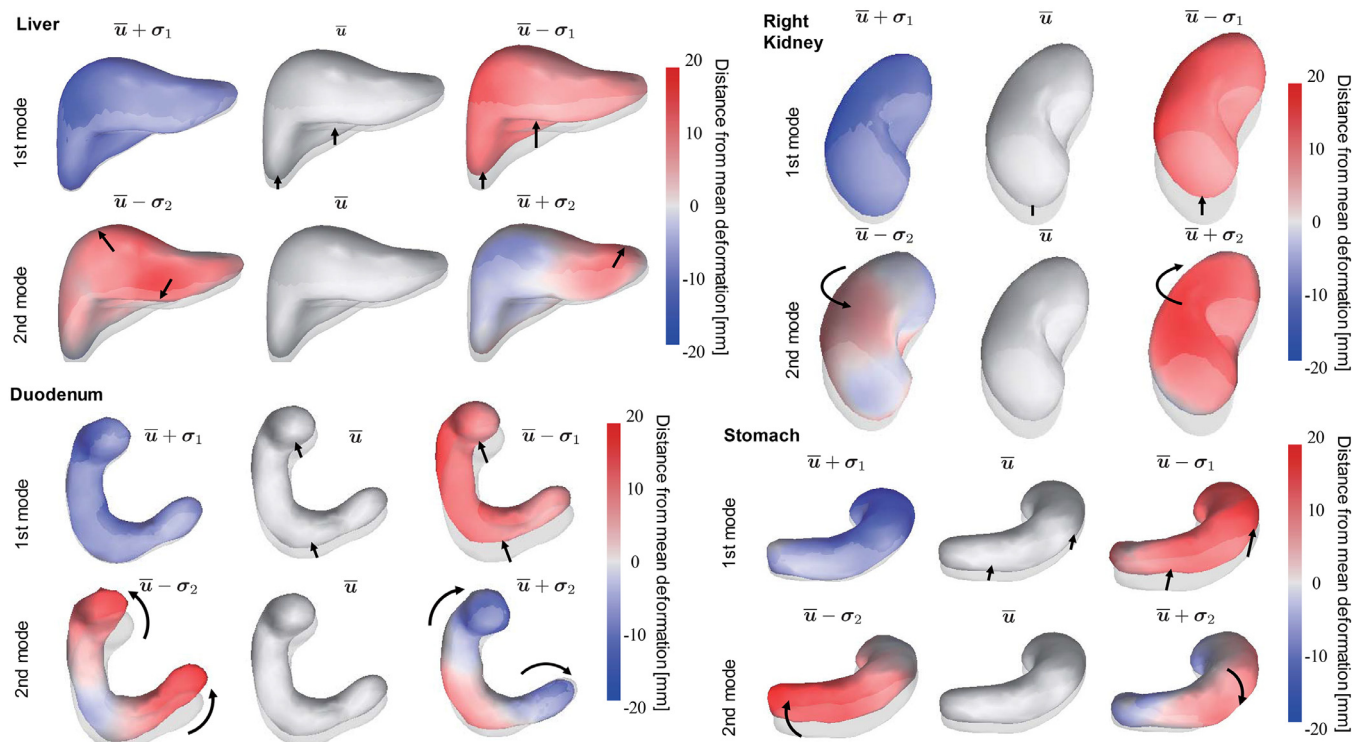 Liver
u̅ + σ₁
u̅
u̅ − σ₁
1st mode
u̅ − σ₂
u̅
u̅ + σ₂
2nd mode
20
10
0
-10
-20
Distance from mean deformation [mm]
Right
Kidney
u̅ + σ₁
u̅
u̅ − σ₁
1st mode
u̅ − σ₂
u̅
u̅ + σ₂
2nd mode
20
10
0
-10
-20
Distance from mean deformation [mm]
Duodenum
u̅ + σ₁
u̅
u̅ − σ₁
1st mode
u̅ − σ₂
u̅
u̅ + σ₂
2nd mode
20
10
0
-10
-20
Distance from mean deformation [mm]
Stomach
u̅ + σ₁
u̅
u̅ − σ₁
1st mode
u̅ − σ₂
u̅
u̅ + σ₂
2nd mode
20
10
0
-10
-20
Distance from mean deformation [mm]